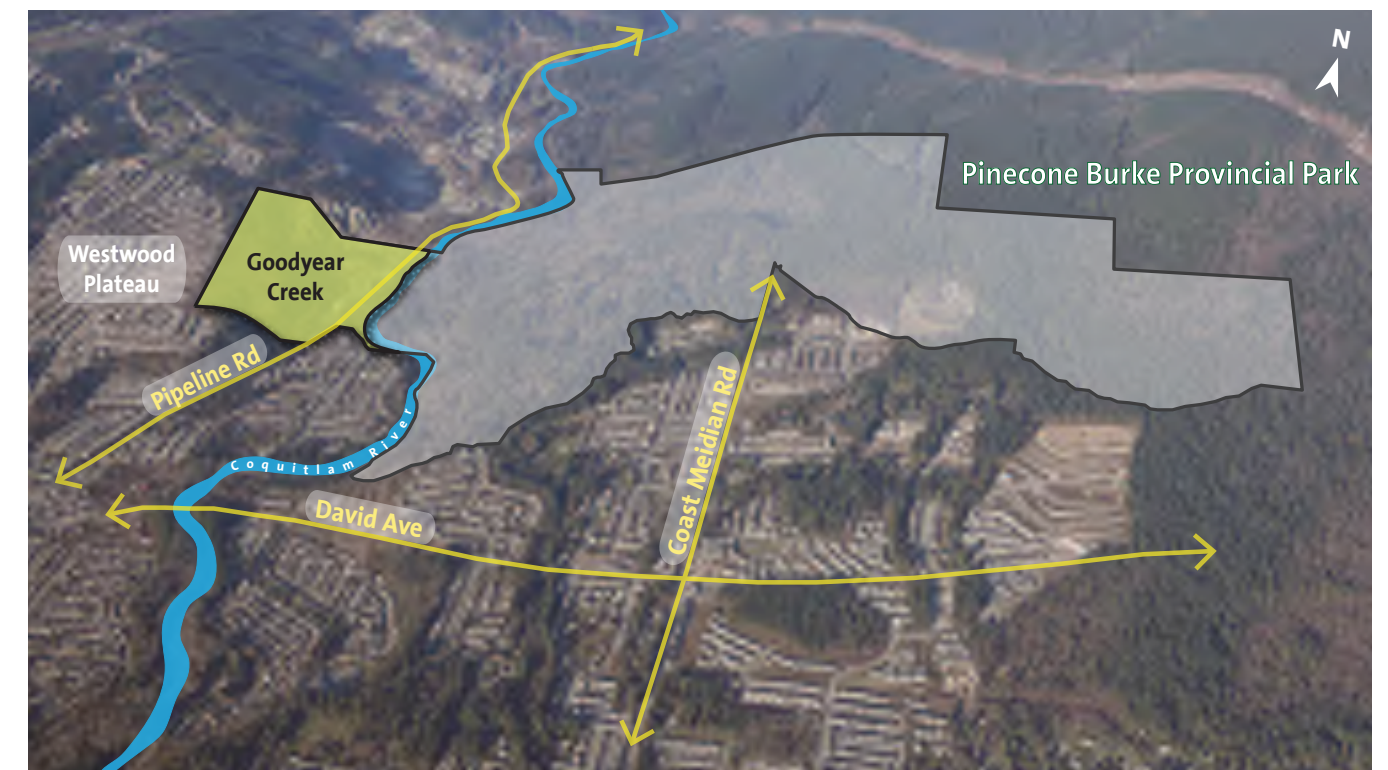 N
Pinecone Burke Provincial Park
Westwood
Plateau
Goodyear
Creek
Pipeline Rd
Coast Meidian Rd
Coquitlam River
David Ave